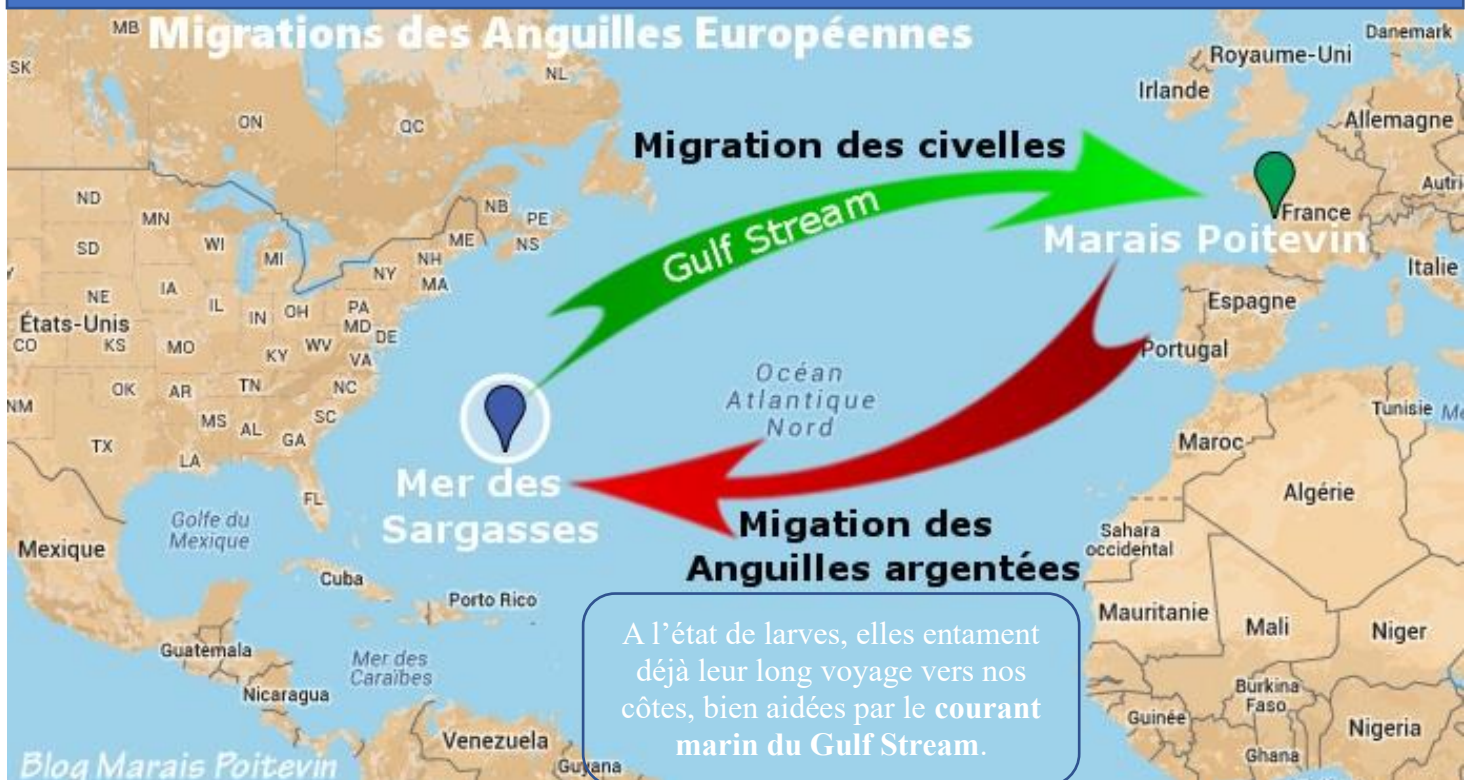 Migrations des Anguilles Européennes
MB
SK
NL
ON
QC
Danemark
Royaume-Uni
Irlande
Allemagne
Migration des civelles
Gulf Stream
Autri
France
Marais Poitevin
Italie
Espagne
Portugal
ND
MN
SD
WI
MI
NB
PE
ME
NS
NH
NY
MA
NE
IA
IL
IN
OH
PA
MD
DE
États-Unis
CO
KS
MO
KY
WV
VA
NM
OK
AR
TN
NC
MS
AL
GA
SC
TX
LA
FL
Océan
Atlantique
Nord
Tunisie
Me
Maroc
Algérie
Mer des
Sargasses
Golfe du
Mexique
Mexique
Migation des
Anguilles argentées
Sahara
occidental
Cuba
Porto Rico
Mauritanie
Mali
Niger
Guatemala
Mer des
Caraïbes
Nicaragua
A l’état de larves, elles entament
déjà leur long voyage vers nos
côtes, bien aidées par le courant
marin du Gulf Stream.
Burkina
Faso
Guinée
Nigeria
Ghana
Venezuela
Guyana
Blog Marais Poitevin